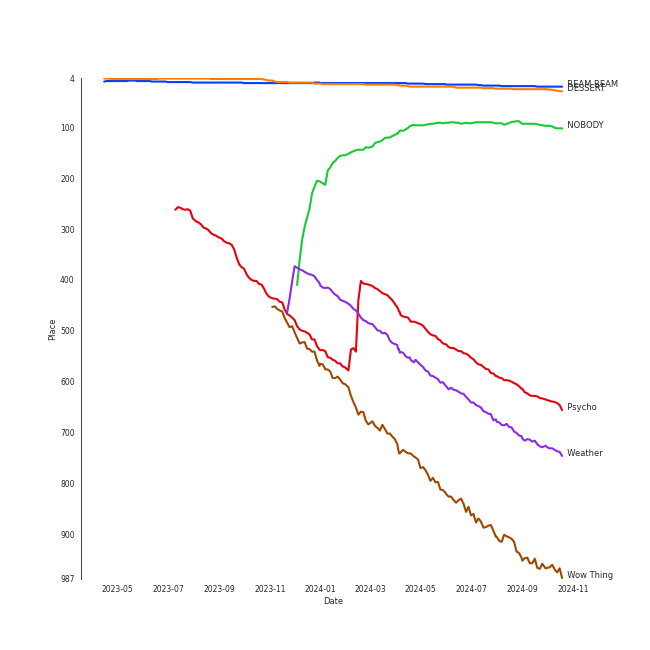 4
BEAM BEAM
DESSERT
100
NOBODY
200
300
400
500
600
700
800
900
987
Place
Psycho
Weather
Wow Thing
2023-05
2023-07
2023-09
2023-11
2024-01
2024-03
2024-05
2024-07
2024-09
2024-11
Date